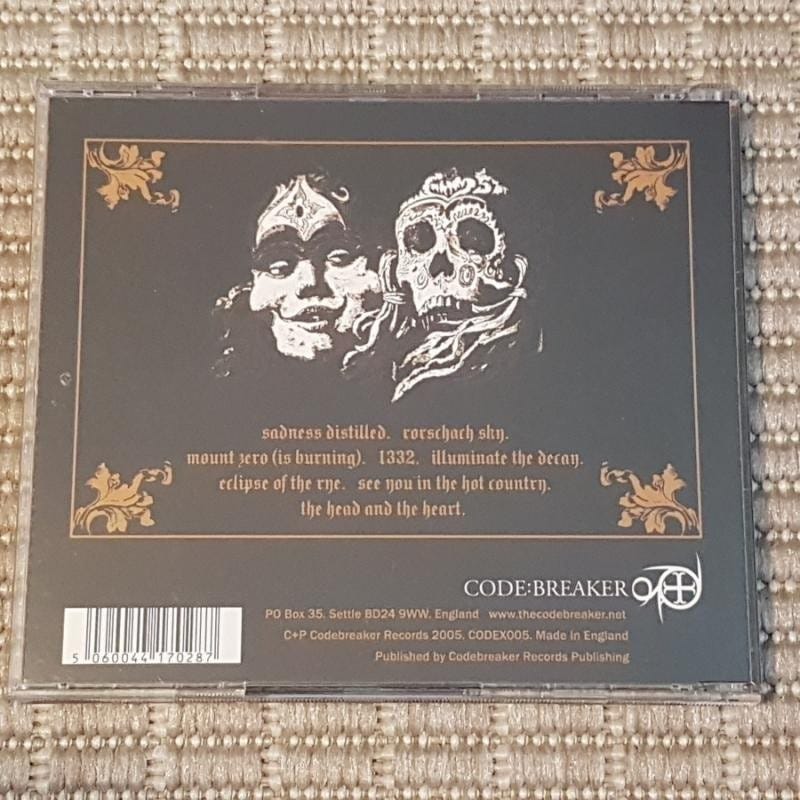 sadness distilled. rorschach sky.
mount zero (is burning). 1332. illuminate the decay.
eclipse of the rye. see you in the hot country.
the head and the heart.
CODE:BREAKER
PO Box 35. Settle BD24 9WW. England www.thecodebreaker.net
C+P Codebreaker Records 2005. CODEX005. Made in England
Published by Codebreaker Records Publishing
5 060044 170287